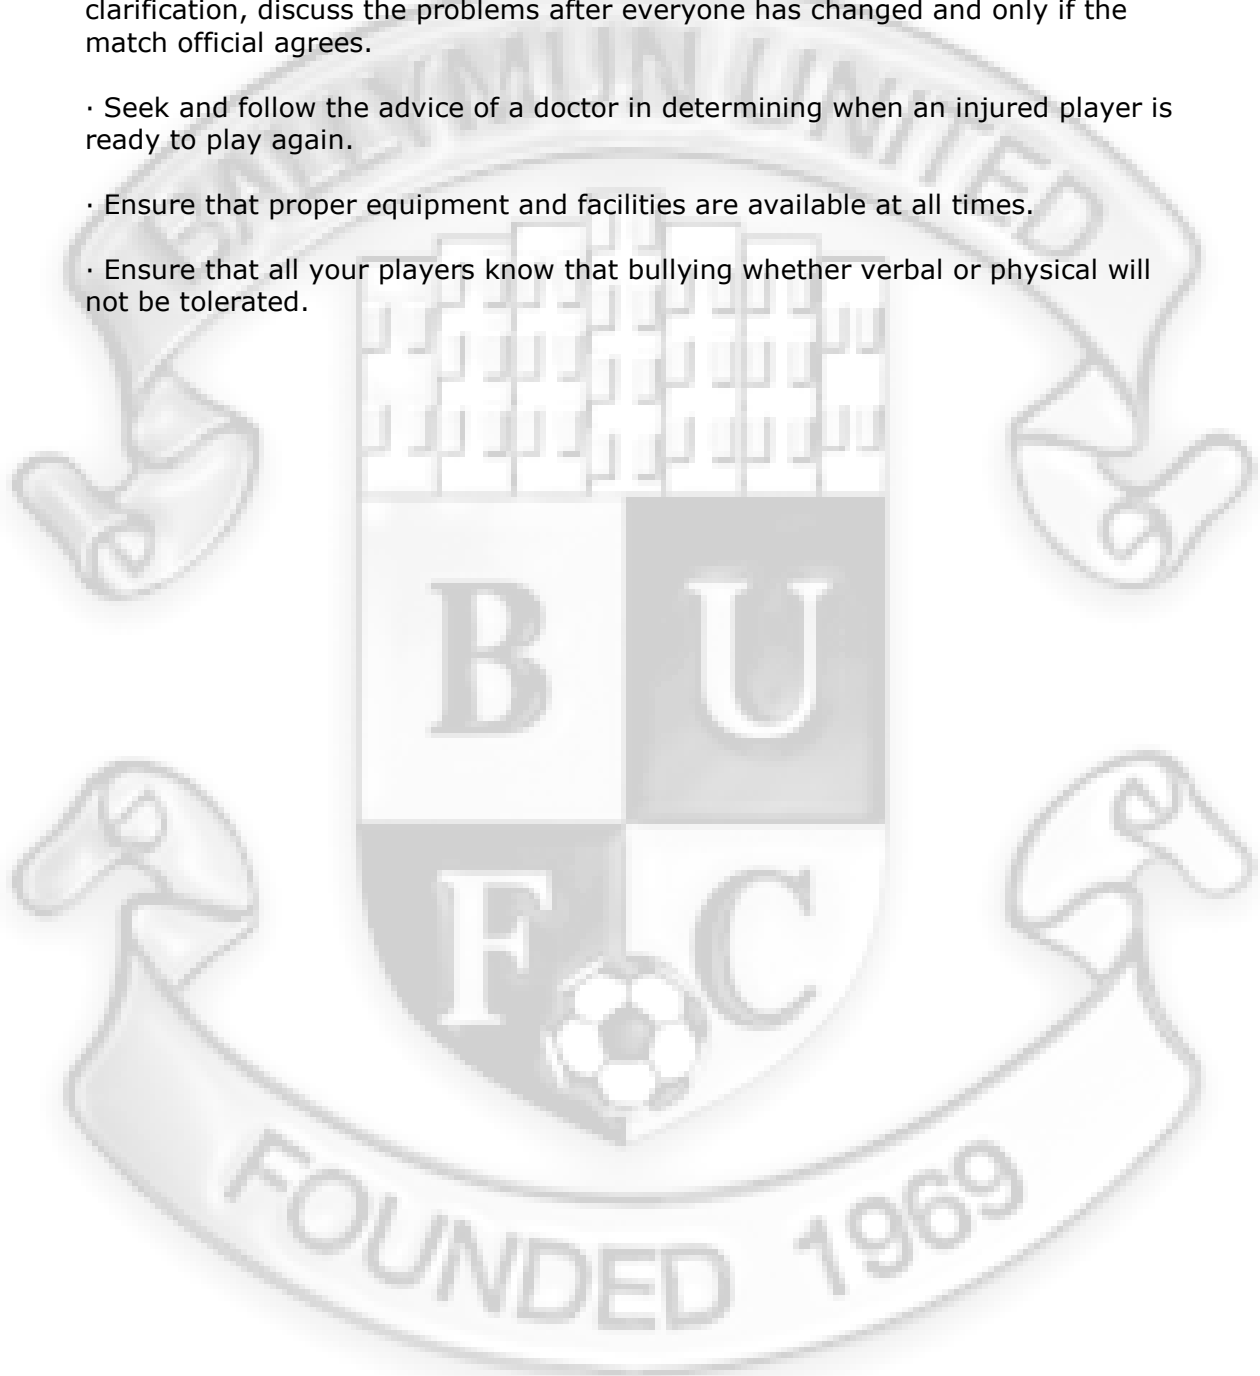 clarification, discuss the problems after everyone has changed and only if the
match official agrees.
· Seek and follow the advice of a doctor in determining when an injured player is
ready to play again.
· Ensure that proper equipment and facilities are available at all times.
· Ensure that all your players know that bullying whether verbal or physical will
not be tolerated.
BALLYMUN UNITED
B U
F C
FOUNDED 1969